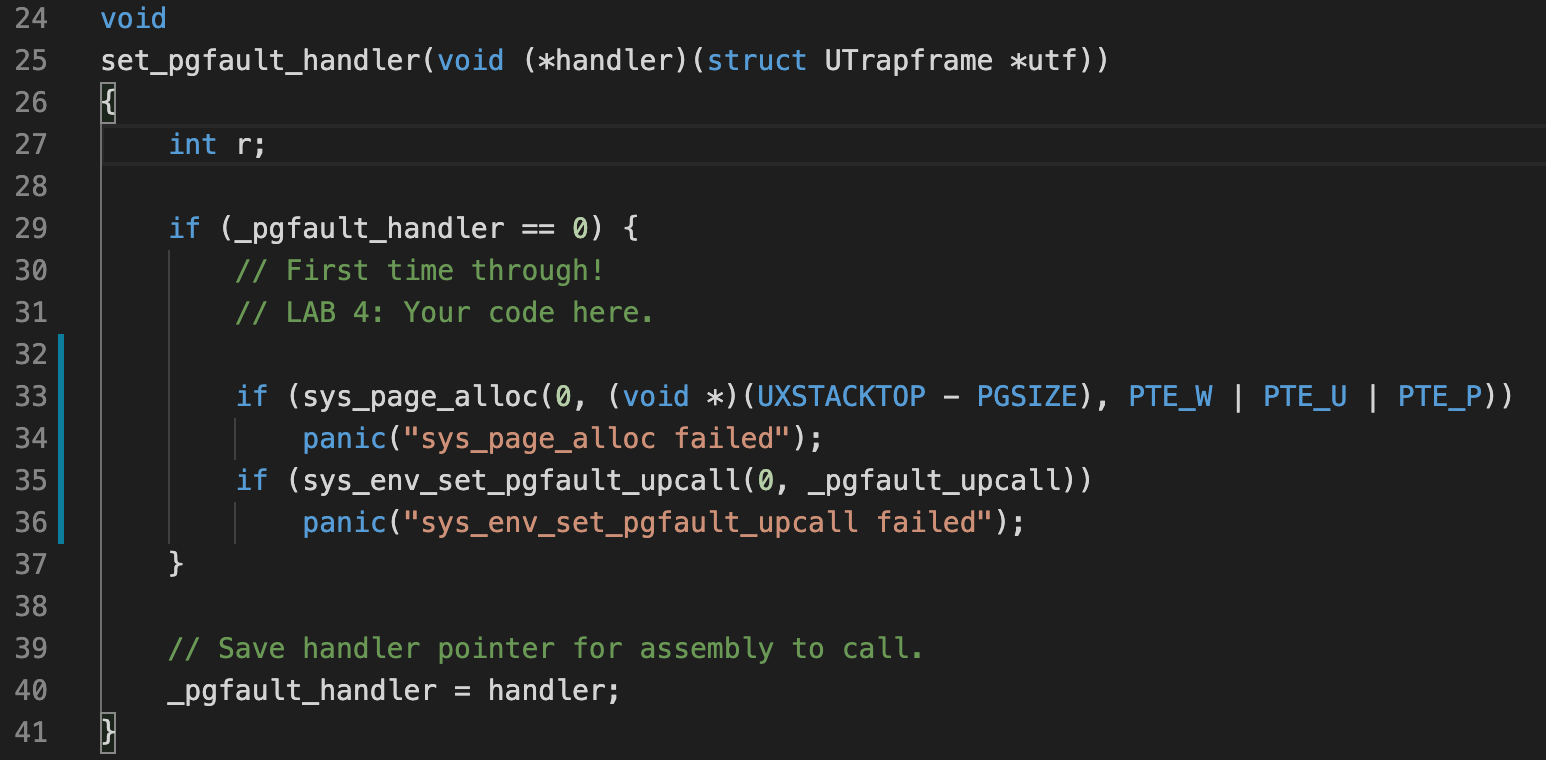 24 void
25 set_pgfault_handler(void (*handler)(struct UTrapframe *utf))
26 {
27     int r;
28
29     if (_pgfault_handler == 0) {
30         // First time through!
31         // LAB 4: Your code here.
32
33         if (sys_page_alloc(0, (void *)(UXSTACKTOP - PGSIZE), PTE_W | PTE_U | PTE_P))
34             panic("sys_page_alloc failed");
35         if (sys_env_set_pgfault_upcall(0, _pgfault_upcall))
36             panic("sys_env_set_pgfault_upcall failed");
37     }
38
39     // Save handler pointer for assembly to call.
40     _pgfault_handler = handler;
41 }